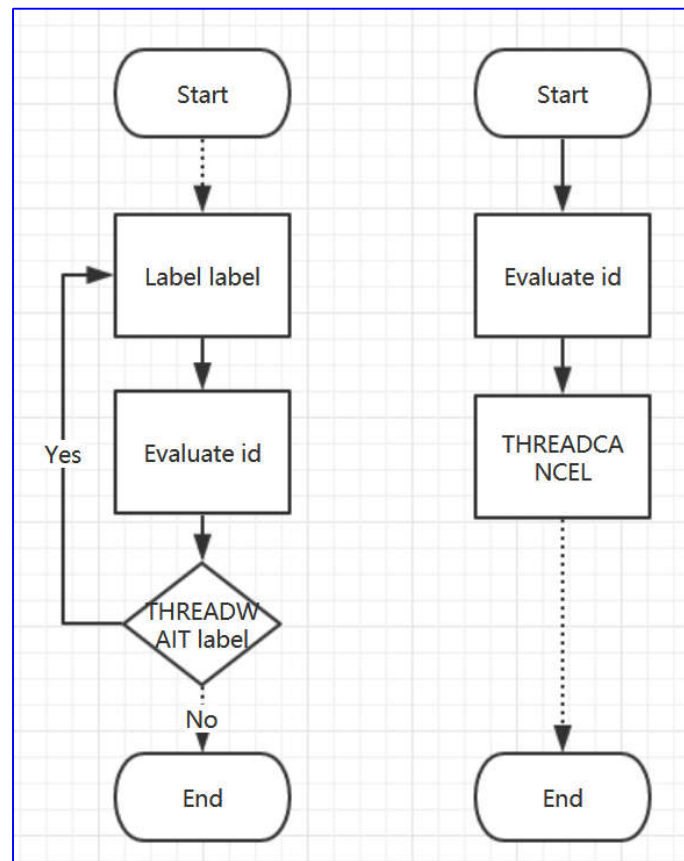 Start
Label label
Evaluate id
Yes
THREADW
AIT label
No
End
Start
Evaluate id
THREADCA
NCEL
End